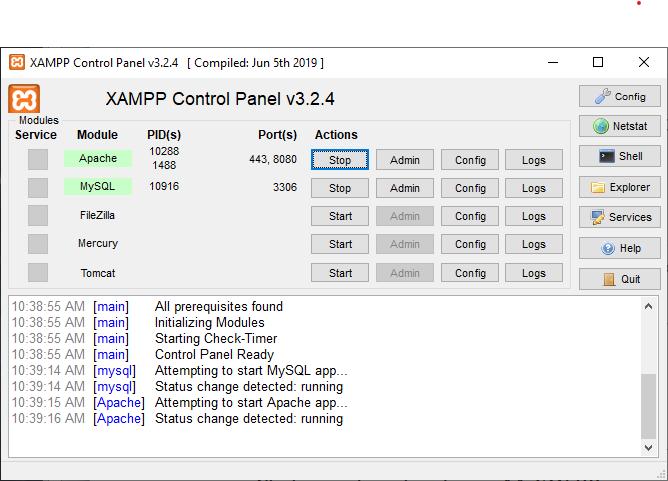 XAMPP Control Panel v3.2.4 [ Compiled: Jun 5th 2019 ]
XAMPP Control Panel v3.2.4
Config
Modules
Service Module PID(s) Port(s) Actions
Netstat
Apache 10288 1488 443, 8080 Stop Admin Config Logs
Shell
MySQL 10916 3306 Stop Admin Config Logs
Explorer
FileZilla Start Admin Config Logs
Services
Mercury Start Admin Config Logs
Help
Tomcat Start Admin Config Logs
Quit
10:38:55 AM [main] All prerequisites found
10:38:55 AM [main] Initializing Modules
10:38:55 AM [main] Starting Check-Timer
10:38:55 AM [main] Control Panel Ready
10:39:14 AM [mysql] Attempting to start MySQL app...
10:39:14 AM [mysql] Status change detected: running
10:39:15 AM [Apache] Attempting to start Apache app...
10:39:16 AM [Apache] Status change detected: running